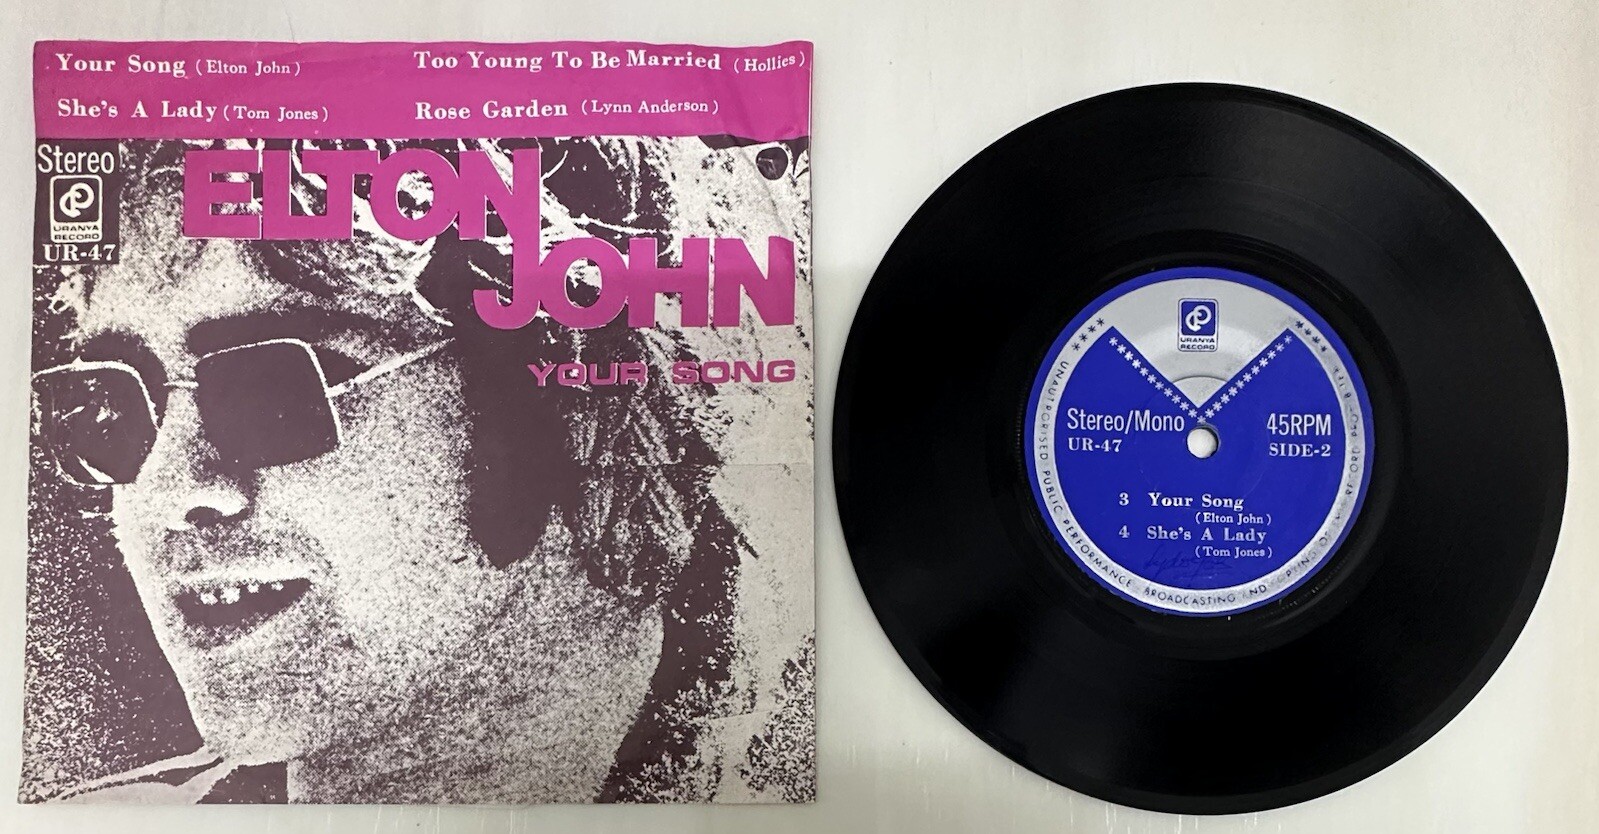 Your Song (Elton John)
Too Young To Be Married (Hollies)
She's A Lady (Tom Jones)
Rose Garden (Lynn Anderson)
Stereo
URANYA
RECORD
UR-47
ELTON
JOHN
YOUR SONG
URANYA
RECORD
Stereo/Mono
45RPM
UR-47
SIDE-2
3 Your Song
(Elton John)
4 She's A Lady
(Tom Jones)
UNAUTHORISED PUBLIC PERFORMANCE BROADCASTING AND COPYING OF